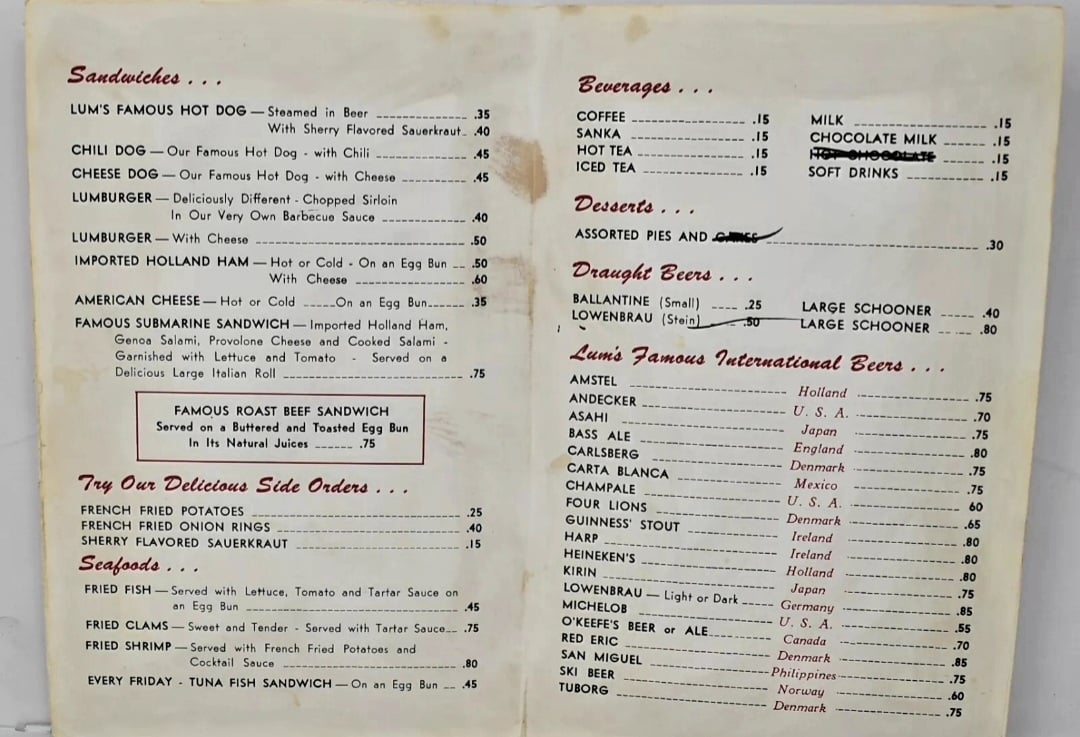 Sandwiches . . .
LUM'S FAMOUS HOT DOG — Steamed in Beer .35
With Sherry Flavored Sauerkraut .40
CHILI DOG — Our Famous Hot Dog - with Chili .45
CHEESE DOG — Our Famous Hot Dog - with Cheese .45
LUMBURGER — Deliciously Different - Chopped Sirloin
In Our Very Own Barbecue Sauce .40
LUMBURGER — With Cheese .50
IMPORTED HOLLAND HAM — Hot or Cold - On an Egg Bun .50
With Cheese .60
AMERICAN CHEESE — Hot or Cold On an Egg Bun .35
FAMOUS SUBMARINE SANDWICH — Imported Holland Ham,
Genoa Salami, Provolone Cheese and Cooked Salami -
Garnished with Lettuce and Tomato - Served on a
Delicious Large Italian Roll .75
FAMOUS ROAST BEEF SANDWICH
Served on a Buttered and Toasted Egg Bun
In Its Natural Juices .75
Try Our Delicious Side Orders . . .
FRENCH FRIED POTATOES .25
FRENCH FRIED ONION RINGS .40
SHERRY FLAVORED SAUERKRAUT .15
Seafoods . . .
FRIED FISH — Served with Lettuce, Tomato and Tartar Sauce on
an Egg Bun .45
FRIED CLAMS — Sweet and Tender - Served with Tartar Sauce .75
FRIED SHRIMP — Served with French Fried Potatoes and
Cocktail Sauce .80
EVERY FRIDAY - TUNA FISH SANDWICH — On an Egg Bun .45
Beverages . . .
COFFEE .15 MILK .15
SANKA .15 CHOCOLATE MILK .15
HOT TEA .15 HOT CHOCOLATE .15
ICED TEA .15 SOFT DRINKS .15
Desserts . . .
ASSORTED PIES AND .30
Draught Beers . . .
BALLANTINE (Small) .25 LARGE SCHOONER .40
LOWENBRAU (Stein) .50 LARGE SCHOONER .80
Lum's Famous International Beers . . .
AMSTEL Holland .75
ANDECKER U. S. A. .70
ASAHI Japan .75
BASS ALE England .80
CARLSBERG Denmark .75
CARTA BLANCA Mexico .75
CHAMPALE U. S. A. 60
FOUR LIONS Denmark .65
GUINNESS' STOUT Ireland .80
HARP Ireland .80
HEINEKEN'S Holland .80
KIRIN Japan .75
LOWENBRAU — Light or Dark Germany .85
MICHELOB U. S. A. .55
O'KEEFE'S BEER or ALE Canada .70
RED ERIC Denmark .85
SAN MIGUEL Philippines .75
SKI BEER Norway .60
TUBORG Denmark .75